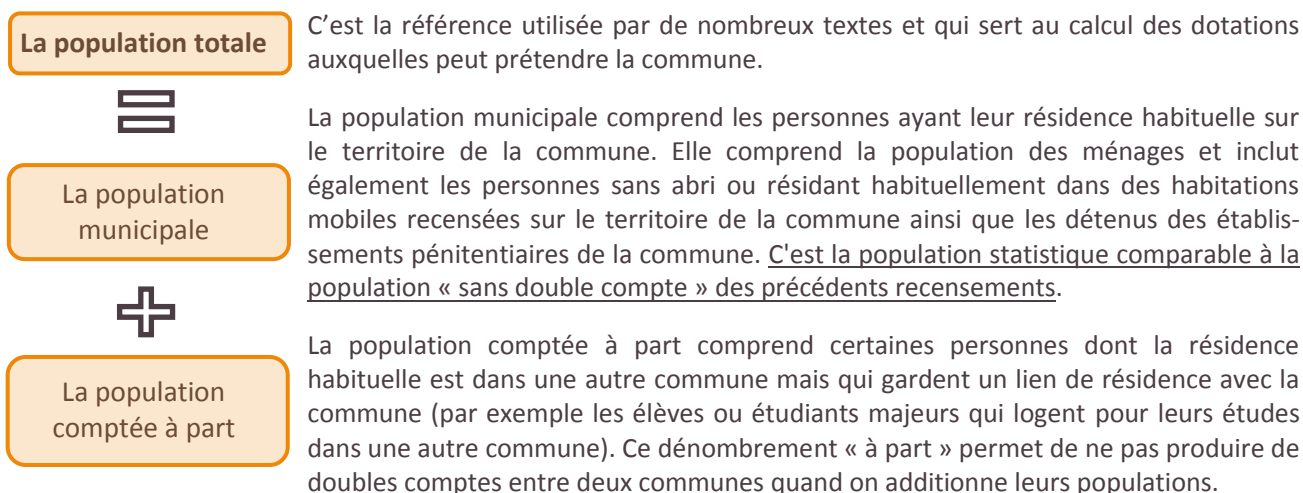 La population totale
C’est la référence utilisée par de nombreux textes et qui sert au calcul des dotations
auxquelles peut prétendre la commune.
La population
municipale
La population municipale comprend les personnes ayant leur résidence habituelle sur
le territoire de la commune. Elle comprend la population des ménages et inclut
également les personnes sans abri ou résidant habituellement dans des habitations
mobiles recensées sur le territoire de la commune ainsi que les détenus des établis-
sements pénitentiaires de la commune. C'est la population statistique comparable à la
population « sans double compte » des précédents recensements.
La population
comptée à part
La population comptée à part comprend certaines personnes dont la résidence
habituelle est dans une autre commune mais qui gardent un lien de résidence avec la
commune (par exemple les élèves ou étudiants majeurs qui logent pour leurs études
dans une autre commune). Ce dénombrement « à part » permet de ne pas produire de
doubles comptes entre deux communes quand on additionne leurs populations.